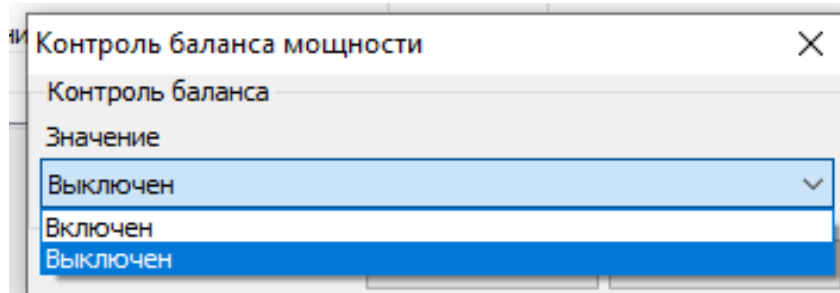 Контроль баланса мощности
Контроль баланса
Значение
Выключен
Включен
Выключен